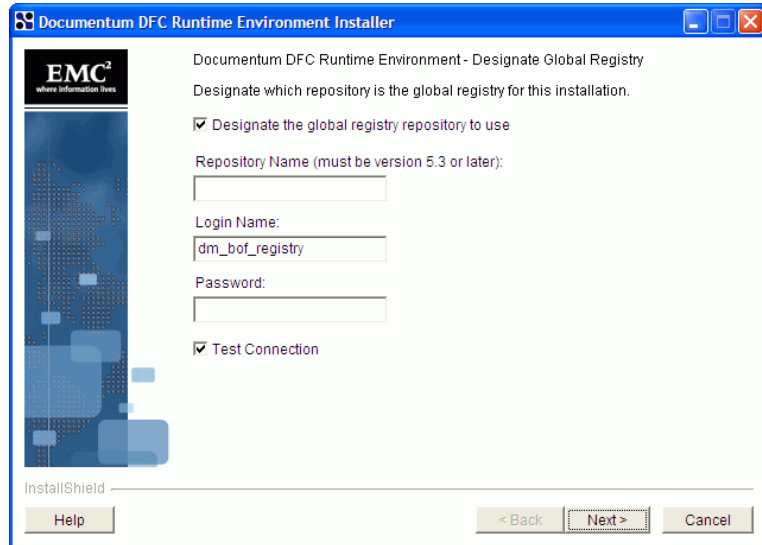 Documentum DFC Runtime Environment Installer
EMC²
where information lives
Documentum DFC Runtime Environment - Designate Global Registry
Designate which repository is the global registry for this installation.
Designate the global registry repository to use
Repository Name (must be version 5.3 or later):
Login Name:
dm_bof_registry
Password:
Test Connection
InstallShield
Help
< Back
Next >
Cancel